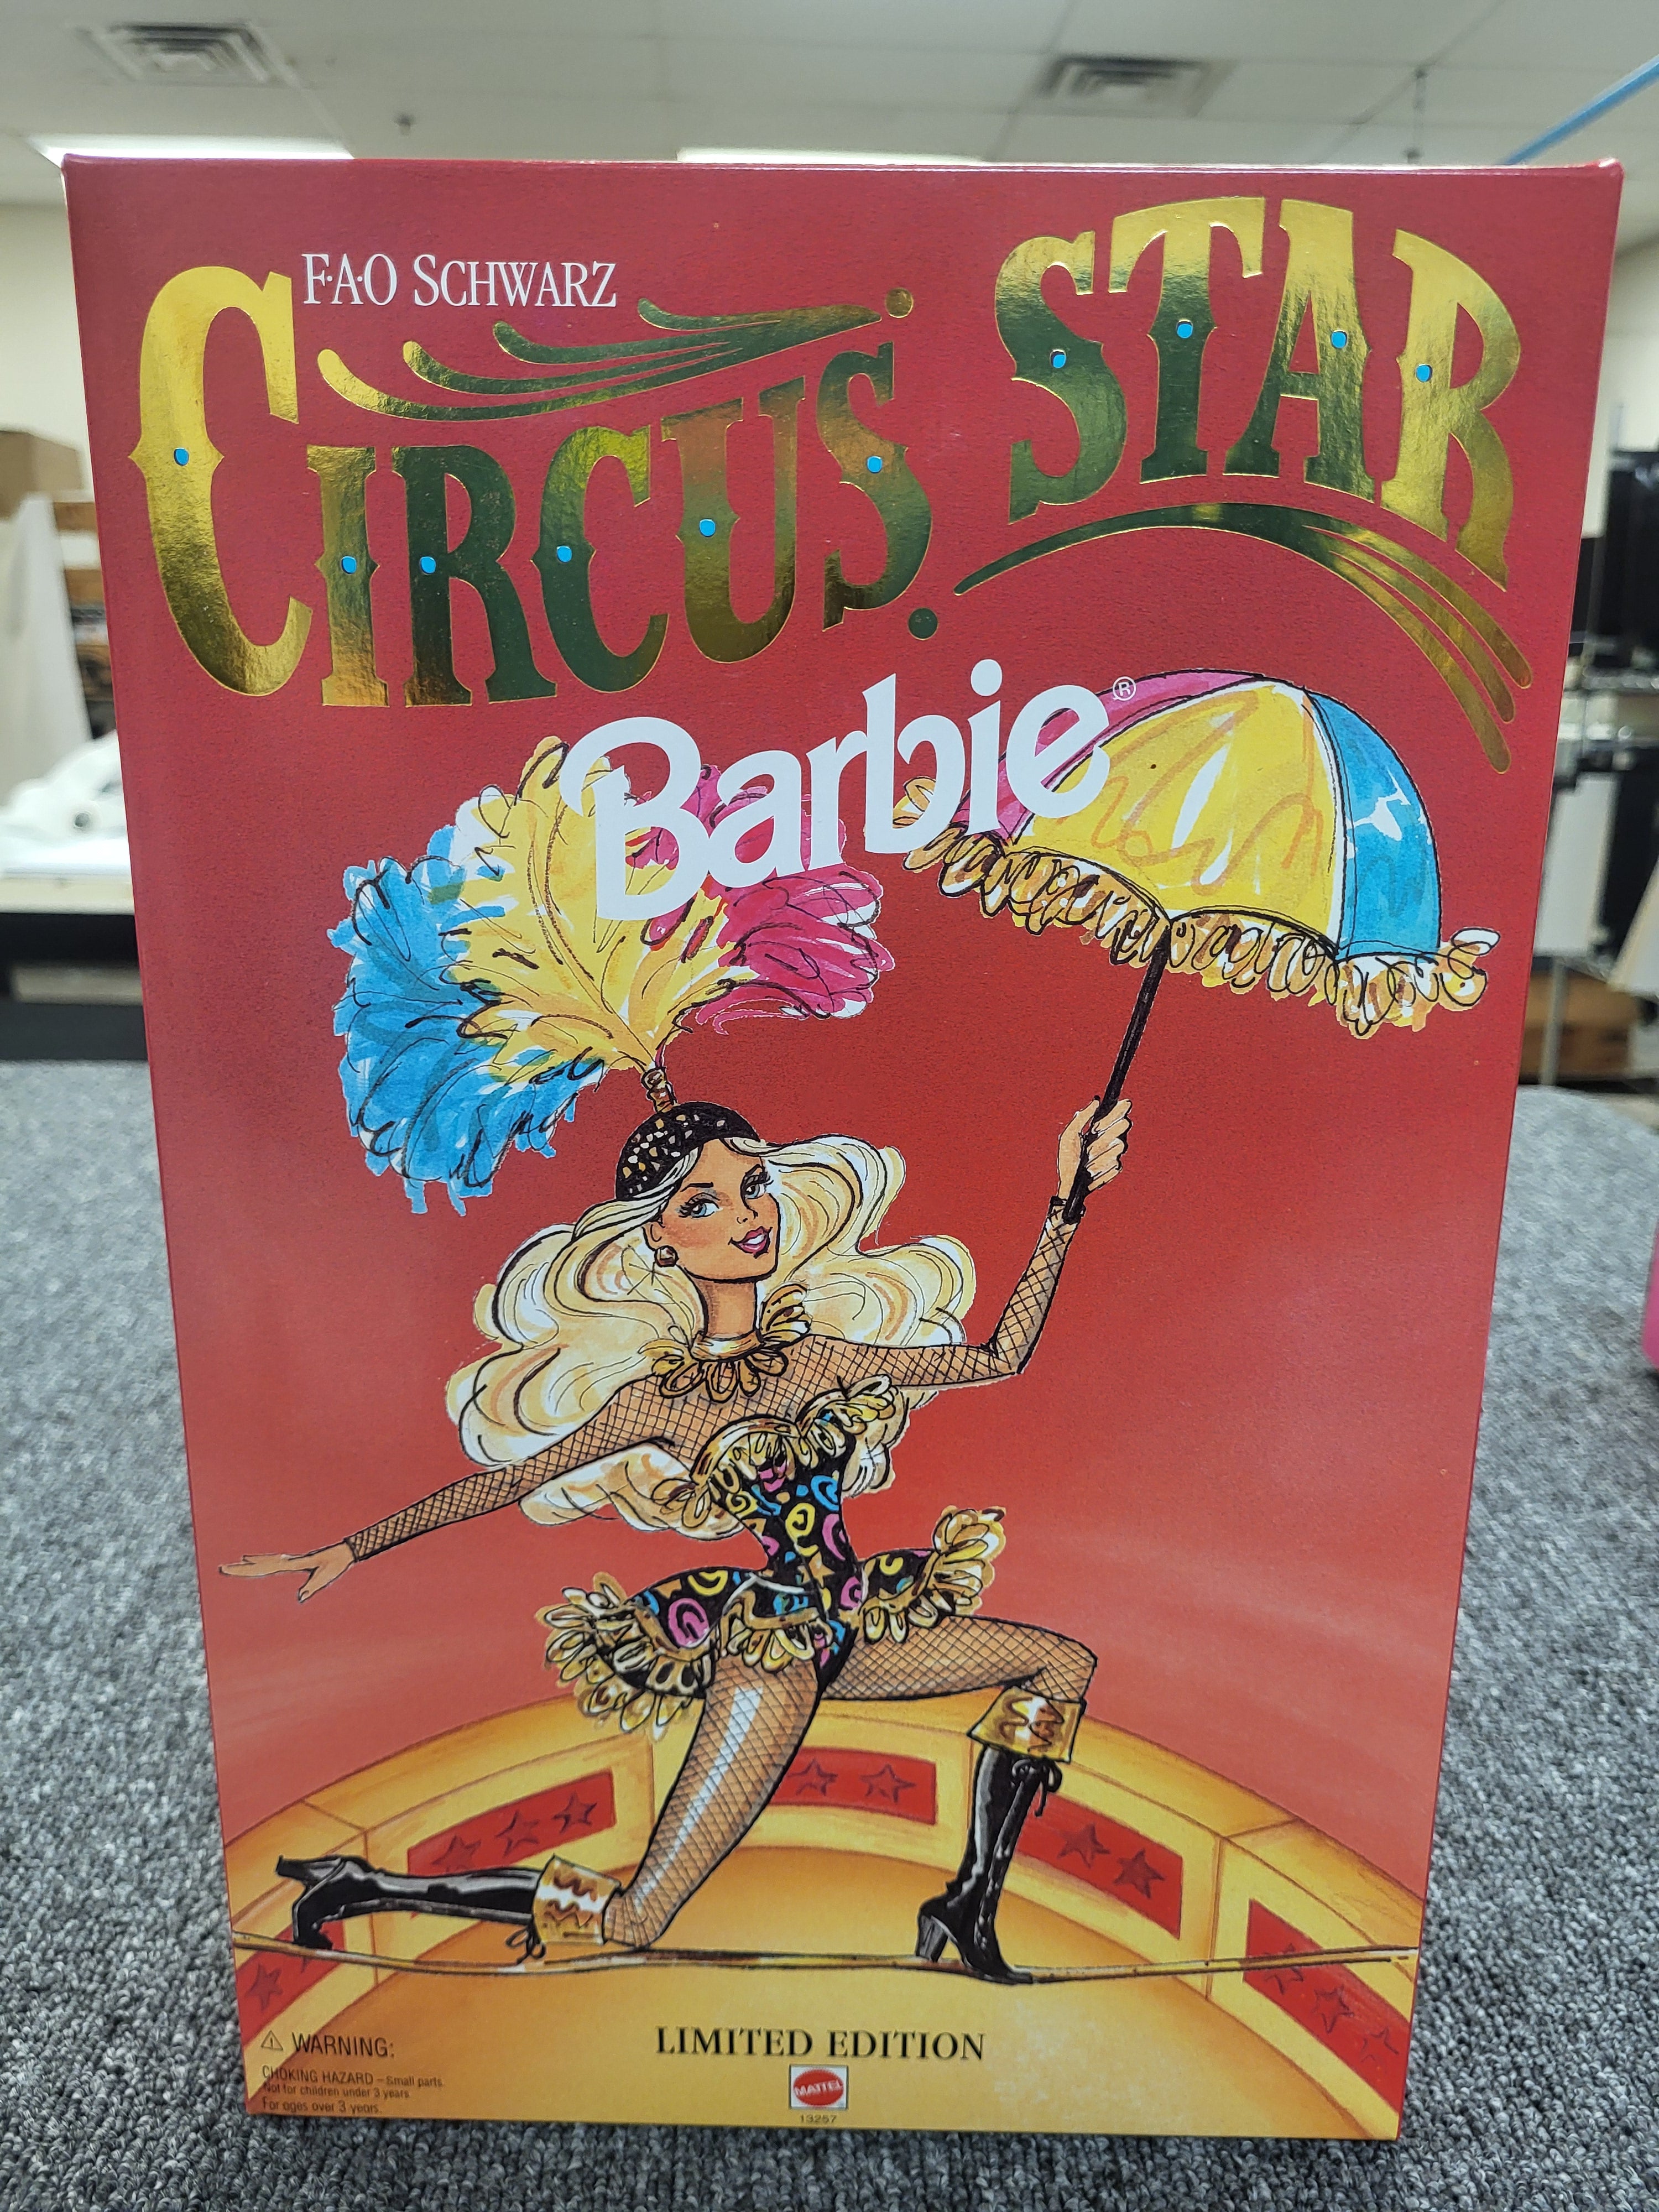 F·A·O SCHWARZ
CIRCUS STAR
Barbie®
⚠ WARNING:
CHOKING HAZARD – Small parts.
Not for children under 3 years.
For ages over 3 years.
LIMITED EDITION
MATTEL
13257